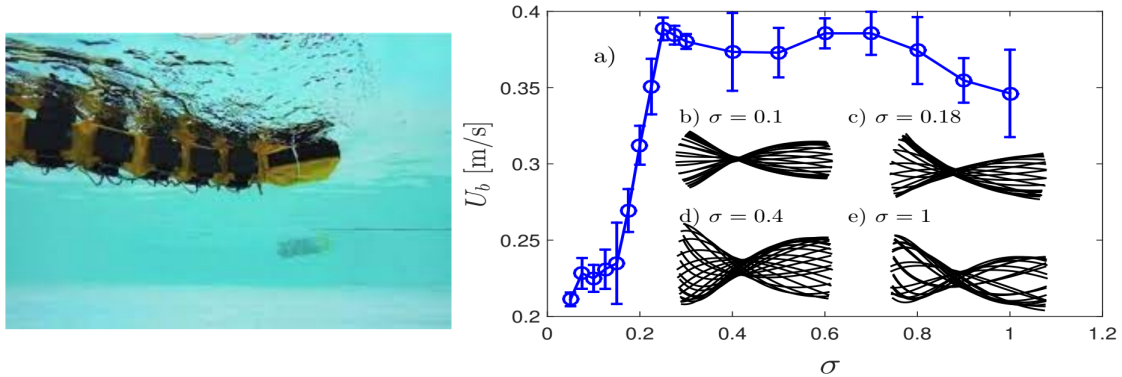 0.4
a)
0.35
b) σ = 0.1
c) σ = 0.18
0.3
U_b [m/s]
d) σ = 0.4
e) σ = 1
0.25
0.2
0 0.2 0.4 0.6 0.8 1 1.2
σ